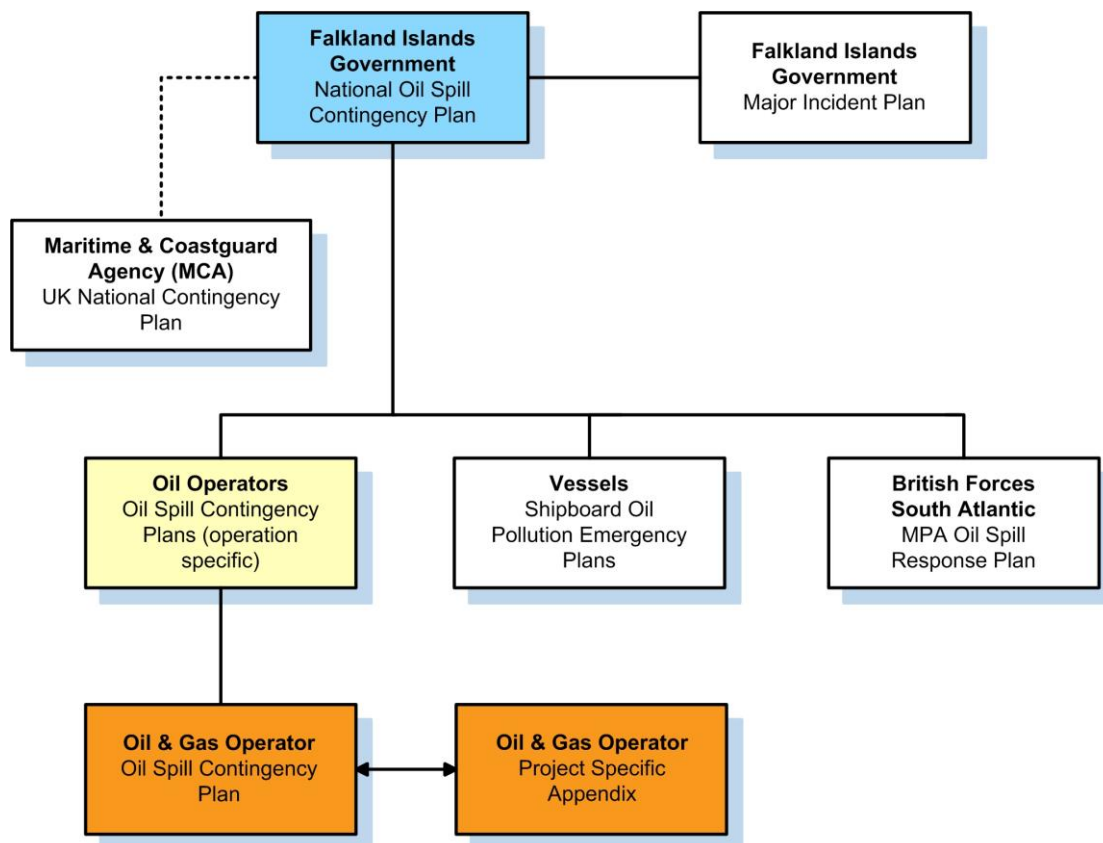 Falkland Islands
Government
National Oil Spill
Contingency Plan
Falkland Islands
Government
Major Incident Plan
Maritime & Coastguard
Agency (MCA)
UK National Contingency
Plan
Oil Operators
Oil Spill Contingency
Plans (operation
specific)
Vessels
Shipboard Oil
Pollution Emergency
Plans
British Forces
South Atlantic
MPA Oil Spill
Response Plan
Oil & Gas Operator
Oil Spill Contingency
Plan
Oil & Gas Operator
Project Specific
Appendix